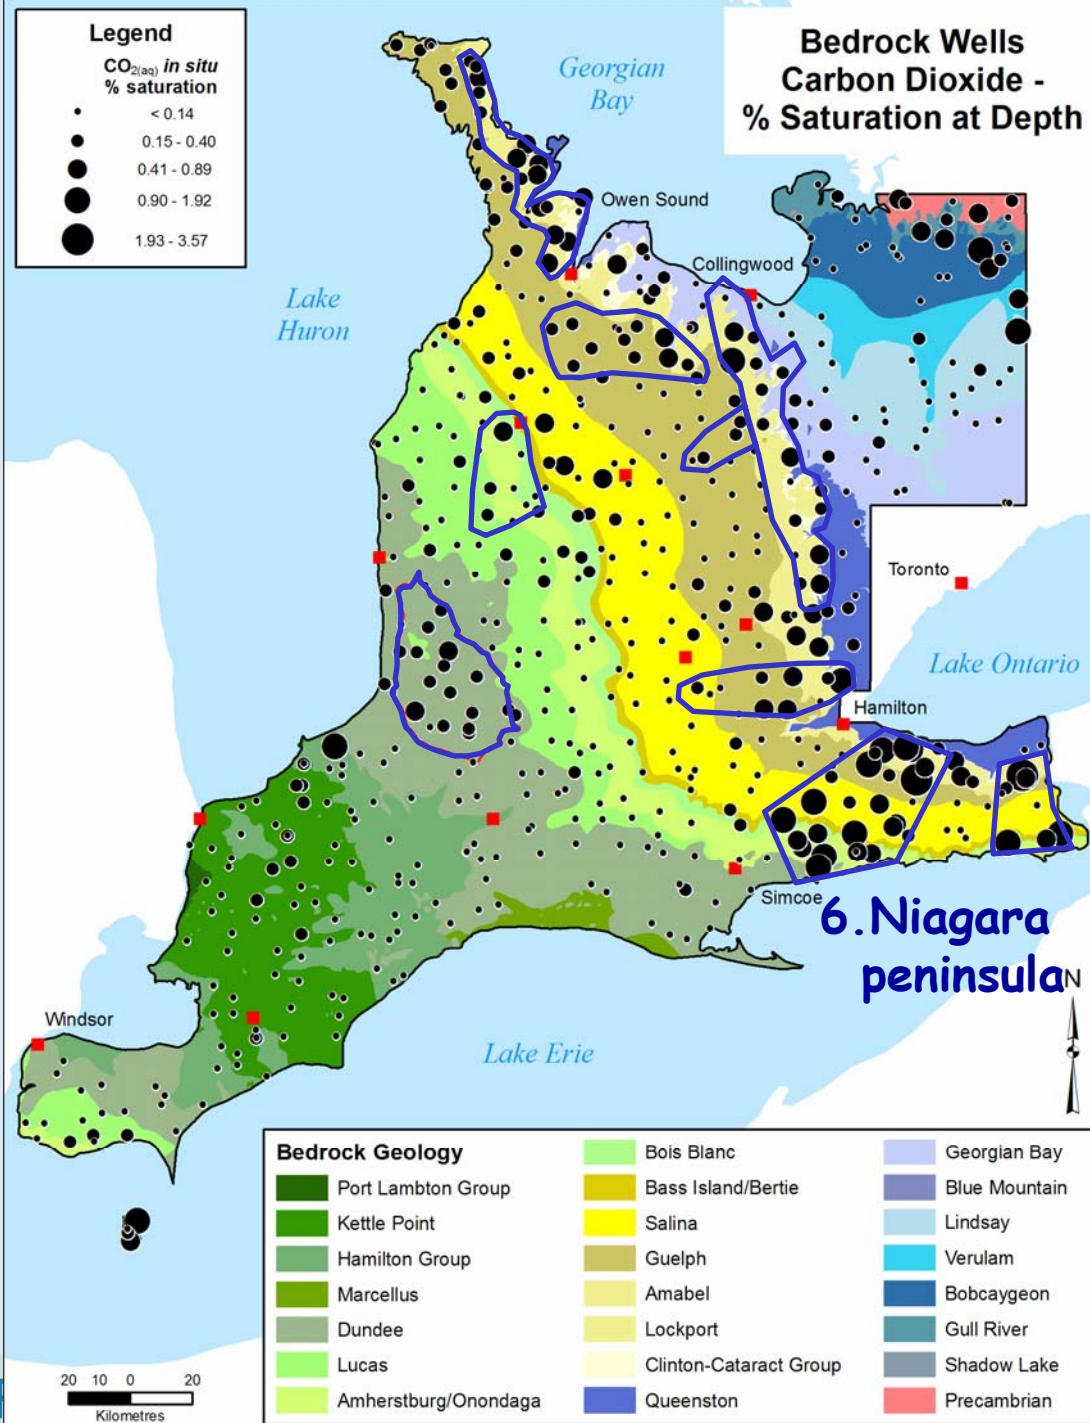 Legend
CO2(aq) in situ
% saturation
< 0.14
0.15 - 0.40
0.41 - 0.89
0.90 - 1.92
1.93 - 3.57
Bedrock Wells
Carbon Dioxide -
% Saturation at Depth
Georgian
Bay
Owen Sound
Collingwood
Lake
Huron
Toronto
Lake Ontario
Hamilton
Simcoe
6.Niagara
peninsula
N
Windsor
Lake Erie
20 10 0 20
Kilometres
Bedrock Geology
Port Lambton Group
Kettle Point
Hamilton Group
Marcellus
Dundee
Lucas
Amherstburg/Onondaga
Bois Blanc
Bass Island/Bertie
Salina
Guelph
Amabel
Lockport
Clinton-Cataract Group
Queenston
Georgian Bay
Blue Mountain
Lindsay
Verulam
Bobcaygeon
Gull River
Shadow Lake
Precambrian